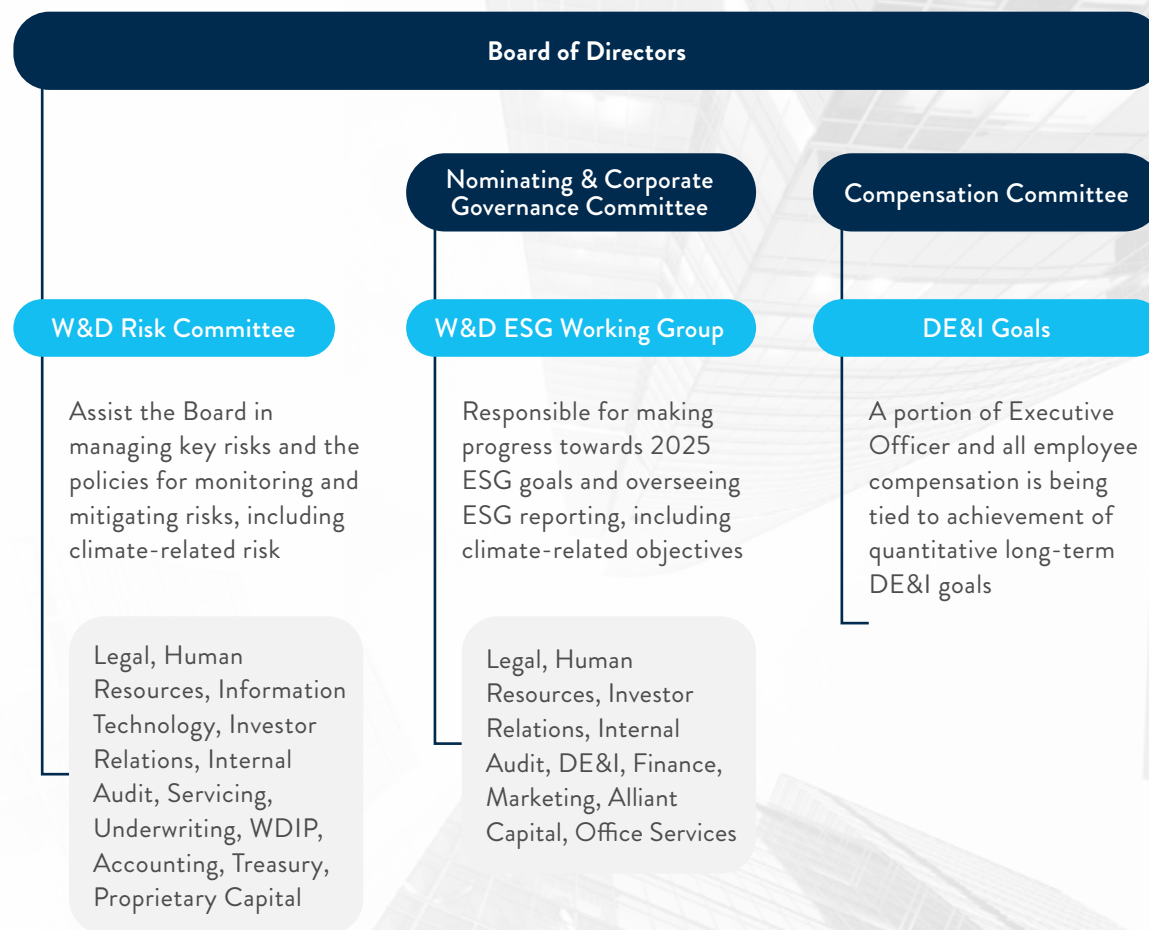 Board of Directors
Nominating & Corporate
Governance Committee
Compensation Committee
W&D Risk Committee
W&D ESG Working Group
DE&I Goals
Assist the Board in
managing key risks and the
policies for monitoring and
mitigating risks, including
climate-related risk
Responsible for making
progress towards 2025
ESG goals and overseeing
ESG reporting, including
climate-related objectives
A portion of Executive
Officer and all employee
compensation is being
tied to achievement of
quantitative long-term
DE&I goals
Legal, Human
Resources, Information
Technology, Investor
Relations, Internal
Audit, Servicing,
Underwriting, WDIP,
Accounting, Treasury,
Proprietary Capital
Legal, Human
Resources, Investor
Relations, Internal
Audit, DE&I, Finance,
Marketing, Alliant
Capital, Office Services